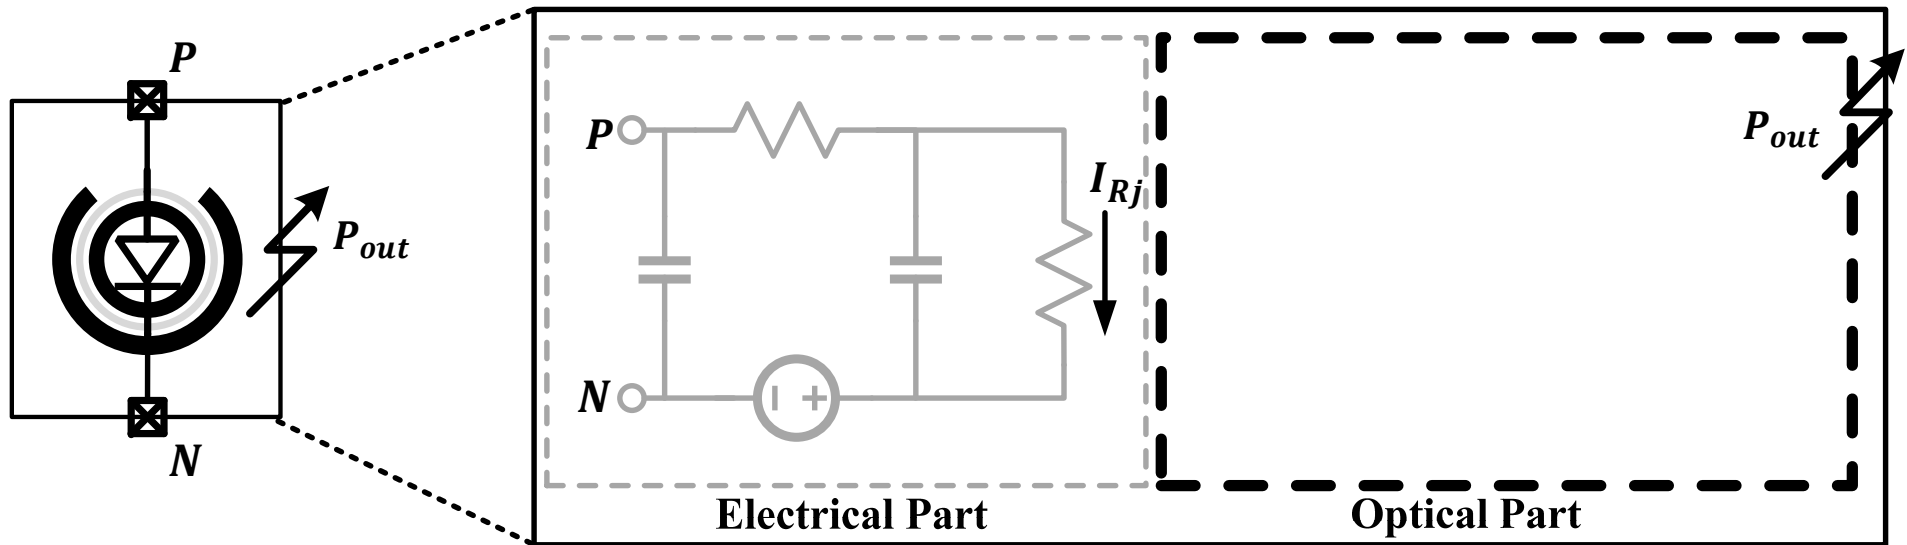 P
P_out
N
P
I_Rj
N
P_out
Electrical Part
Optical Part